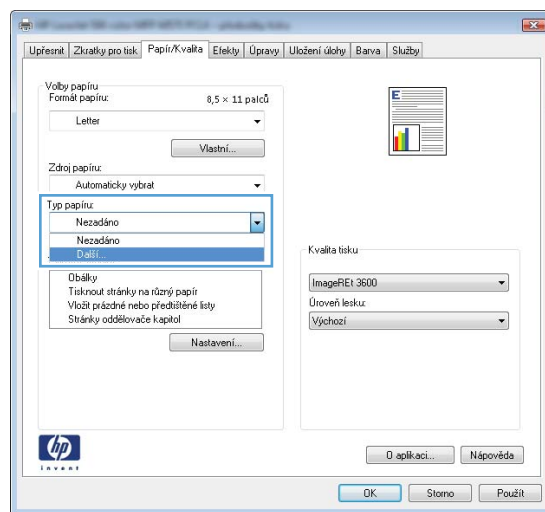 Upřesnit Zkratky pro tisk Papír/Kvalita Efekty Úpravy Uložení úlohy Barva Služby
Volby papíru
Formát papíru: 8,5 × 11 palců
Letter
Vlastní...
Zdroj papíru:
Automaticky vybrat
Typ papíru:
Nezadáno
Nezadáno
Další...
Obálky
Tisknout stránky na různý papír
Vložit prázdné nebo předtištěné listy
Stránky oddělovače kapitol
Nastavení...
E
Kvalita tisku
ImageREt 3600
Úroveň lesku:
Výchozí
hp
invent
O aplikaci... Nápověda
OK Storno Použít